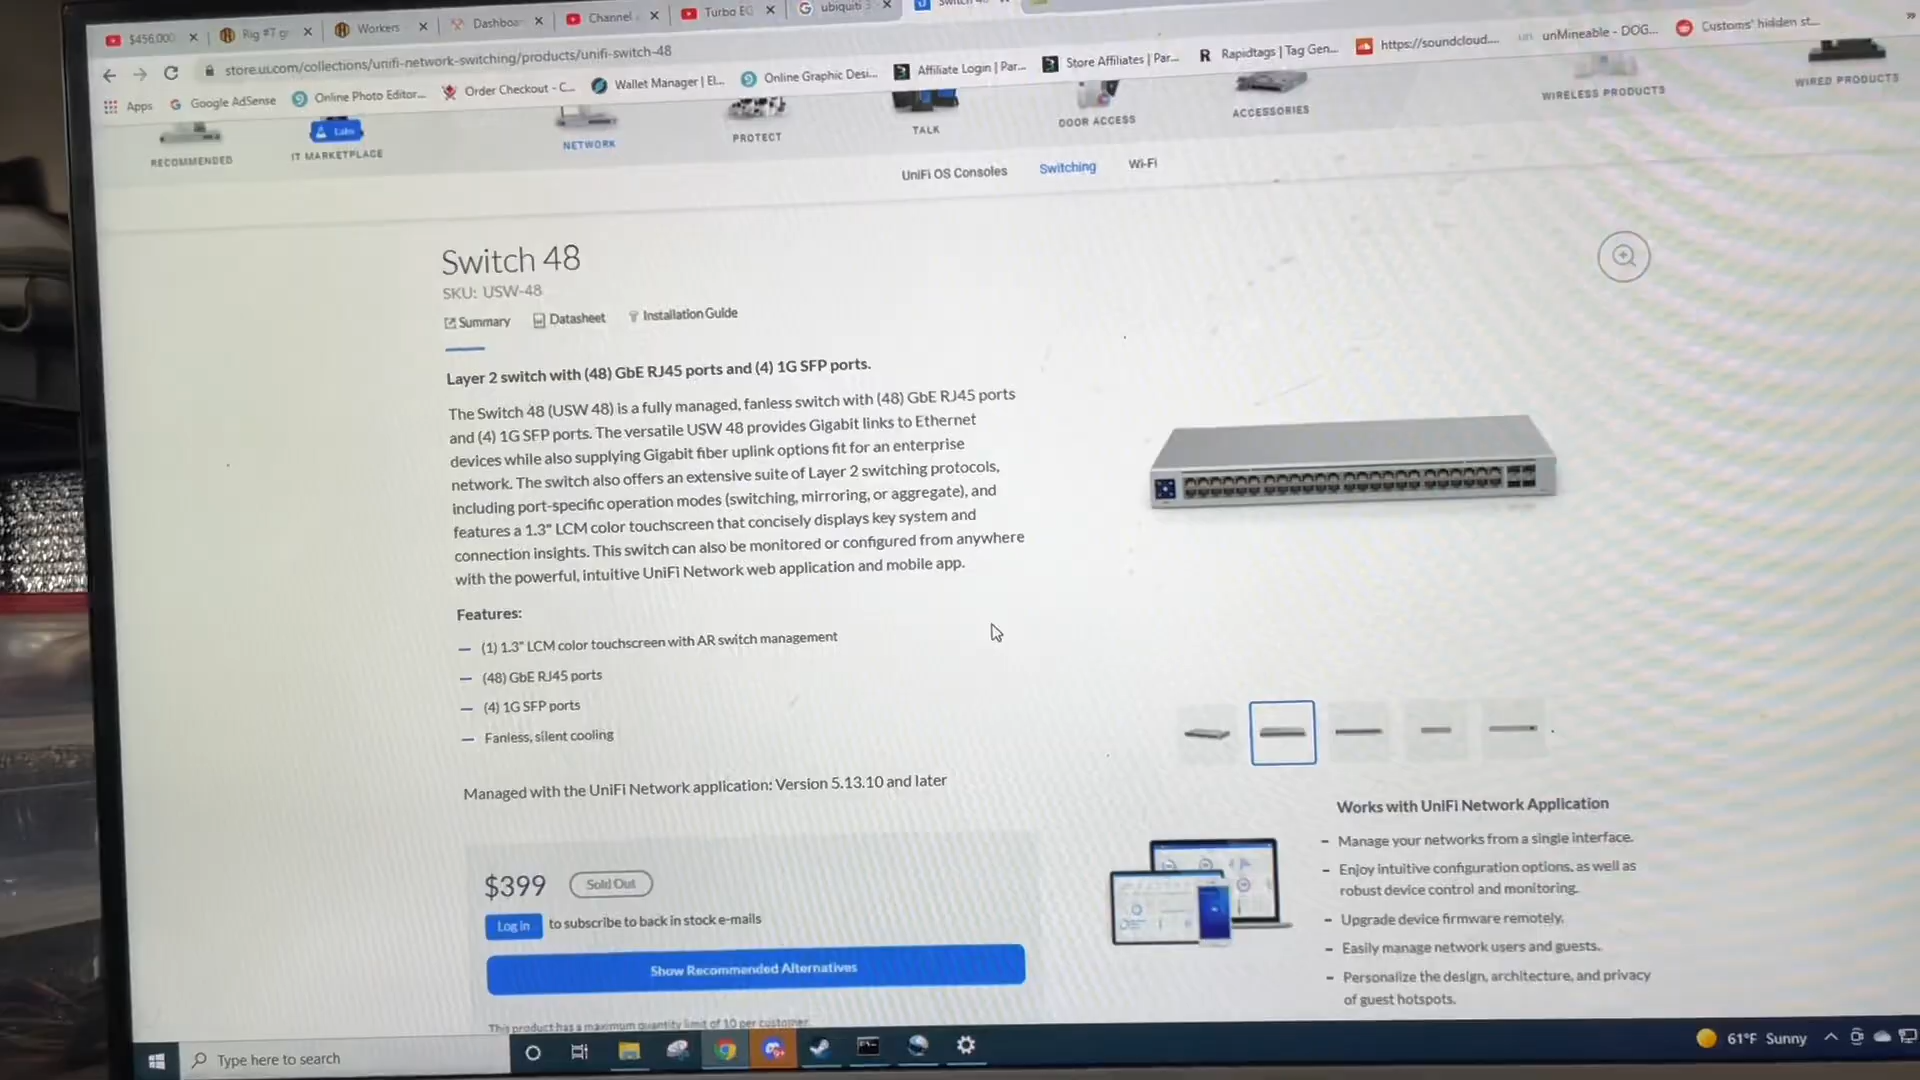 $456,000
Rig #7 gr
Workers
Dashboar
Channel
Turbo EG
ubiquiti 3
store.ui.com/collections/unifi-network-switching/products/unifi-switch-48
Apps
Google AdSense
Online Photo Editor...
Order Checkout - C...
Wallet Manager | El...
Online Graphic Desi...
Affiliate Login | Par...
Store Affiliates | Par...
Rapidtags | Tag Gen...
https://soundcloud....
unMineable - DOG...
Customs' hidden st...
RECOMMENDED
Labs
IT MARKETPLACE
NETWORK
PROTECT
TALK
DOOR ACCESS
ACCESSORIES
WIRELESS PRODUCTS
WIRED PRODUCTS
UniFi OS Consoles
Switching
Wi-Fi
Switch 48
SKU: USW-48
Summary
Datasheet
Installation Guide
Layer 2 switch with (48) GbE RJ45 ports and (4) 1G SFP ports.
The Switch 48 (USW 48) is a fully managed, fanless switch with (48) GbE RJ45 ports
and (4) 1G SFP ports. The versatile USW 48 provides Gigabit links to Ethernet
devices while also supplying Gigabit fiber uplink options fit for an enterprise
network. The switch also offers an extensive suite of Layer 2 switching protocols,
including port-specific operation modes (switching, mirroring, or aggregate), and
features a 1.3" LCM color touchscreen that concisely displays key system and
connection insights. This switch can also be monitored or configured from anywhere
with the powerful, intuitive UniFi Network web application and mobile app.
Features:
— (1) 1.3" LCM color touchscreen with AR switch management
— (48) GbE RJ45 ports
— (4) 1G SFP ports
— Fanless, silent cooling
Managed with the UniFi Network application: Version 5.13.10 and later
$399
Sold Out
Log in to subscribe to back in stock e-mails
Show Recommended Alternatives
This product has a maximum quantity limit of 10 per customer.
Works with UniFi Network Application
- Manage your networks from a single interface.
- Enjoy intuitive configuration options, as well as
robust device control and monitoring.
- Upgrade device firmware remotely.
- Easily manage network users and guests.
- Personalize the design, architecture, and privacy
of guest hotspots.
Type here to search
61°F Sunny